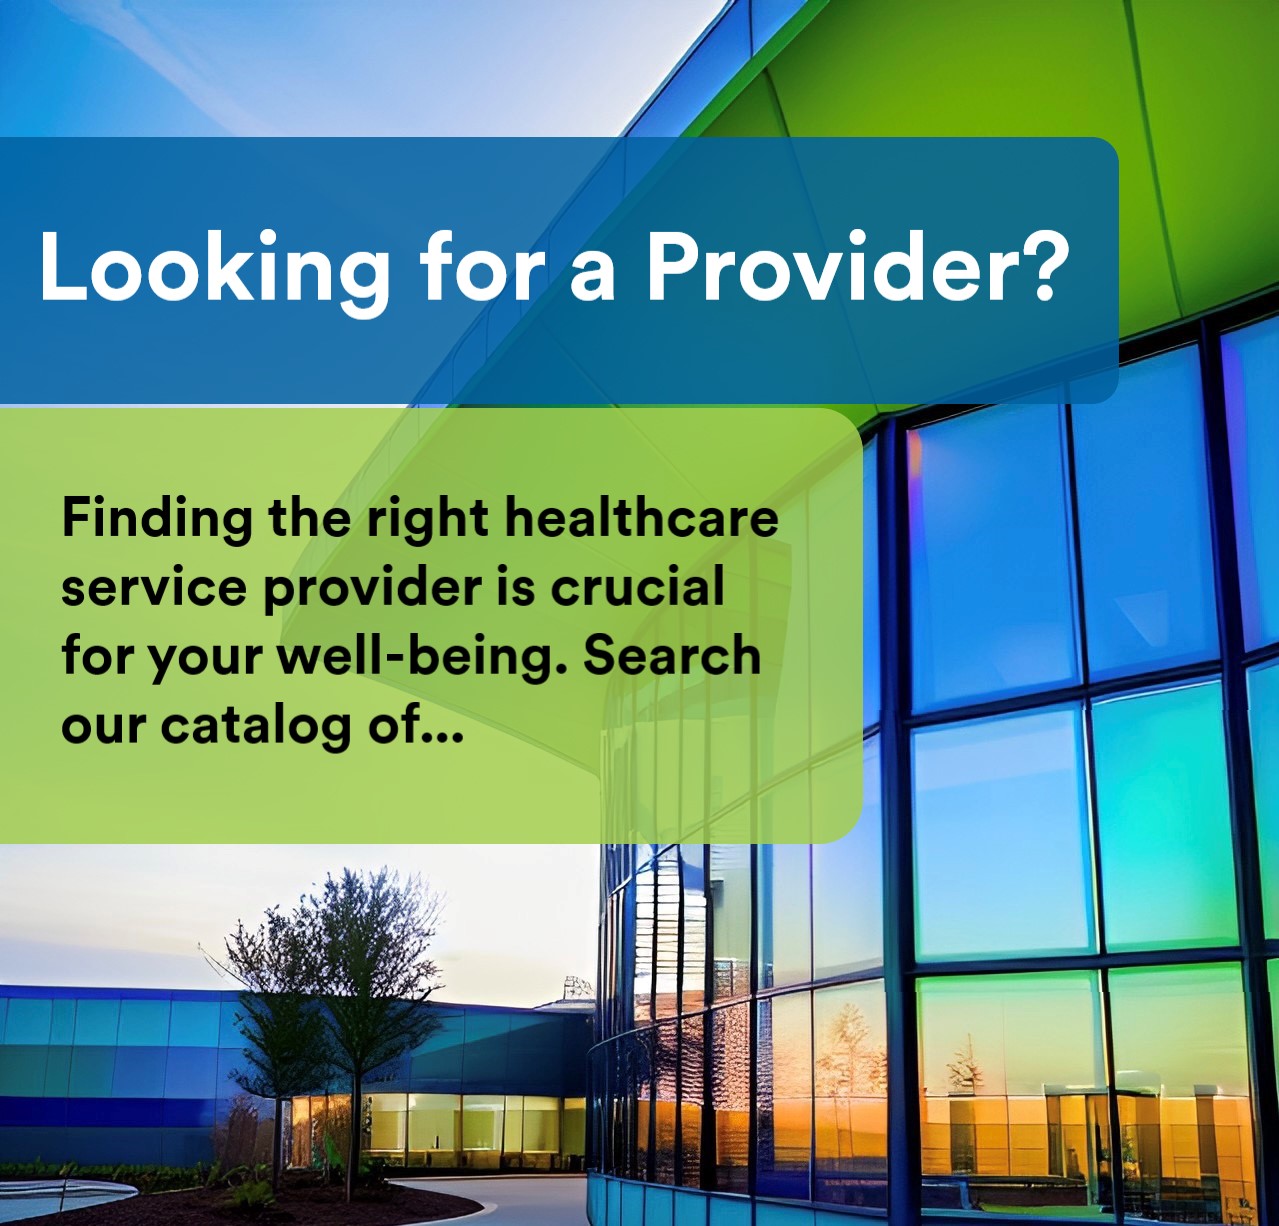 Looking for a Provider?
Finding the right healthcare
service provider is crucial
for your well-being. Search
our catalog of...